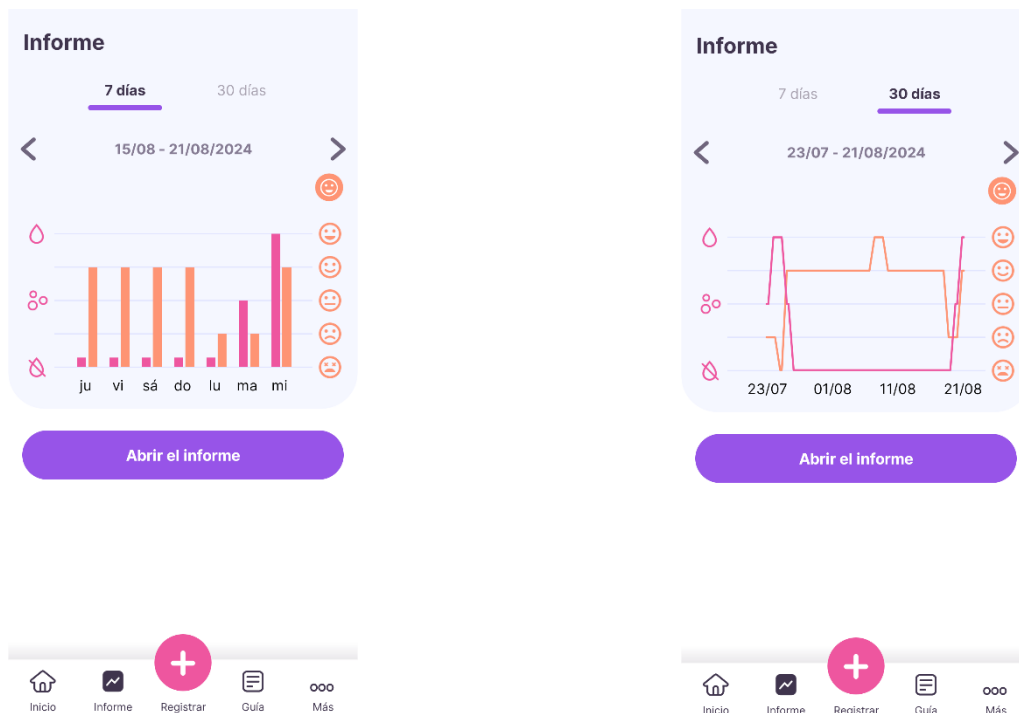 Informe
7 días 30 días
15/08 - 21/08/2024
ju vi sá do lu ma mi
Abrir el informe
Inicio Informe Registrar Guía Más
Informe
7 días 30 días
23/07 - 21/08/2024
23/07 01/08 11/08 21/08
Abrir el informe
Inicio Informe Registrar Guía Más